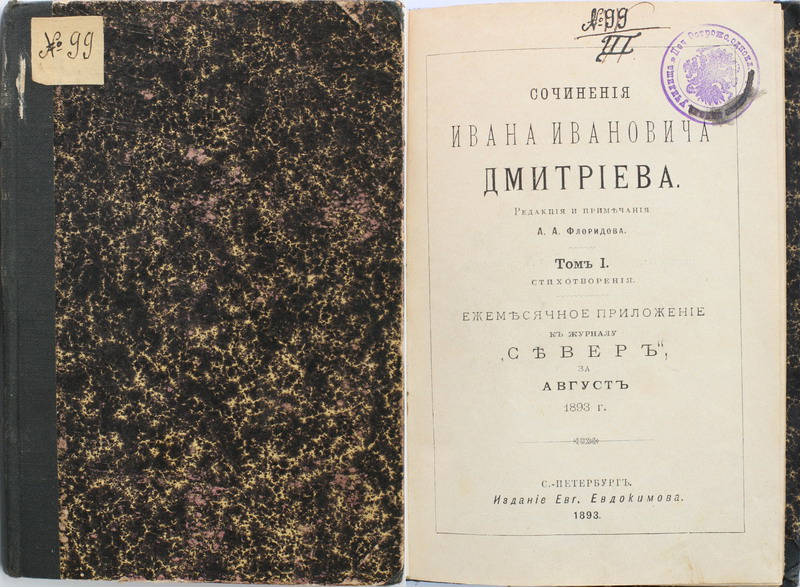 № 99
№ 99
III
СОЧИНЕНІЯ
ИВАНА ИВАНОВИЧА
ДМИТРІЕВА.
Редакція и примѣчанія
А. А. Флоридова.
Томъ I.
СТИХОТВОРЕНІЯ.
ЕЖЕМѢСЯЧНОЕ ПРИЛОЖЕНІЕ
КЪ ЖУРНАЛУ
„СѢВЕРЪ“,
ЗА
АВГУСТЪ
1893 г.
С.-ПЕТЕРБУРГЪ.
Изданіе Евг. Евдокимова.
1893.